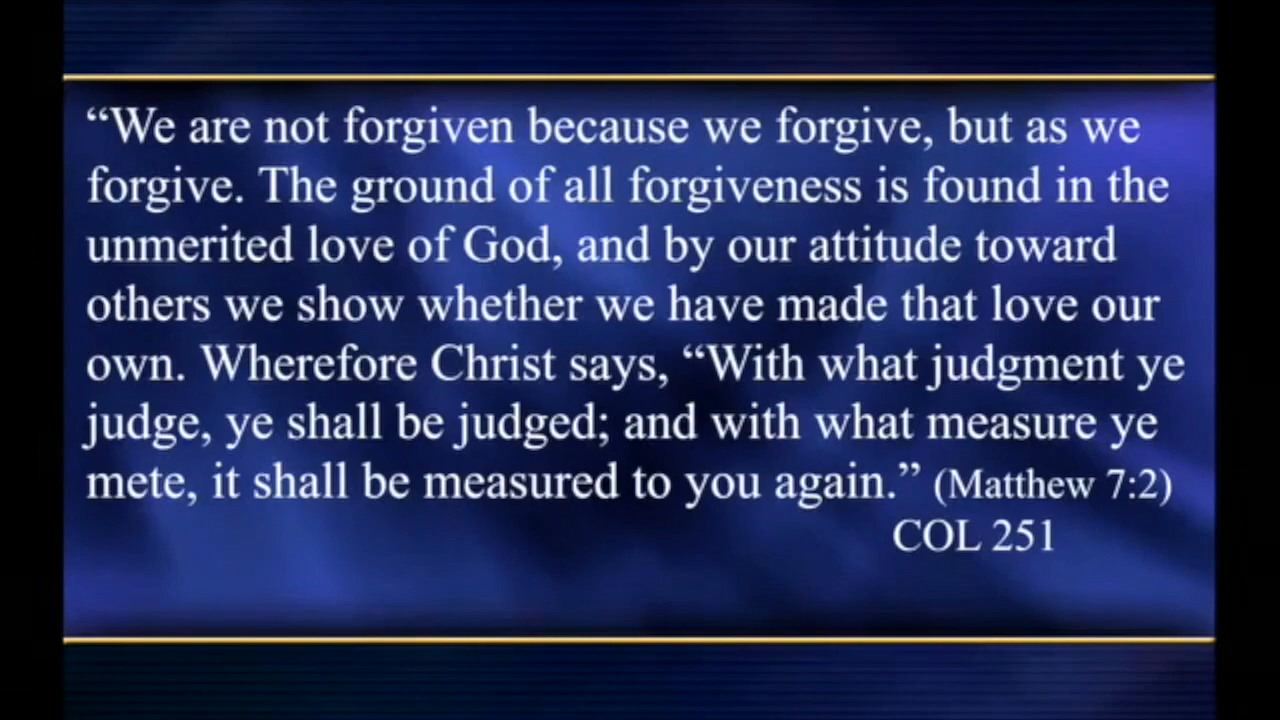 “We are not forgiven because we forgive, but as we
forgive. The ground of all forgiveness is found in the
unmerited love of God, and by our attitude toward
others we show whether we have made that love our
own. Wherefore Christ says, “With what judgment ye
judge, ye shall be judged; and with what measure ye
mete, it shall be measured to you again.” (Matthew 7:2)
COL 251